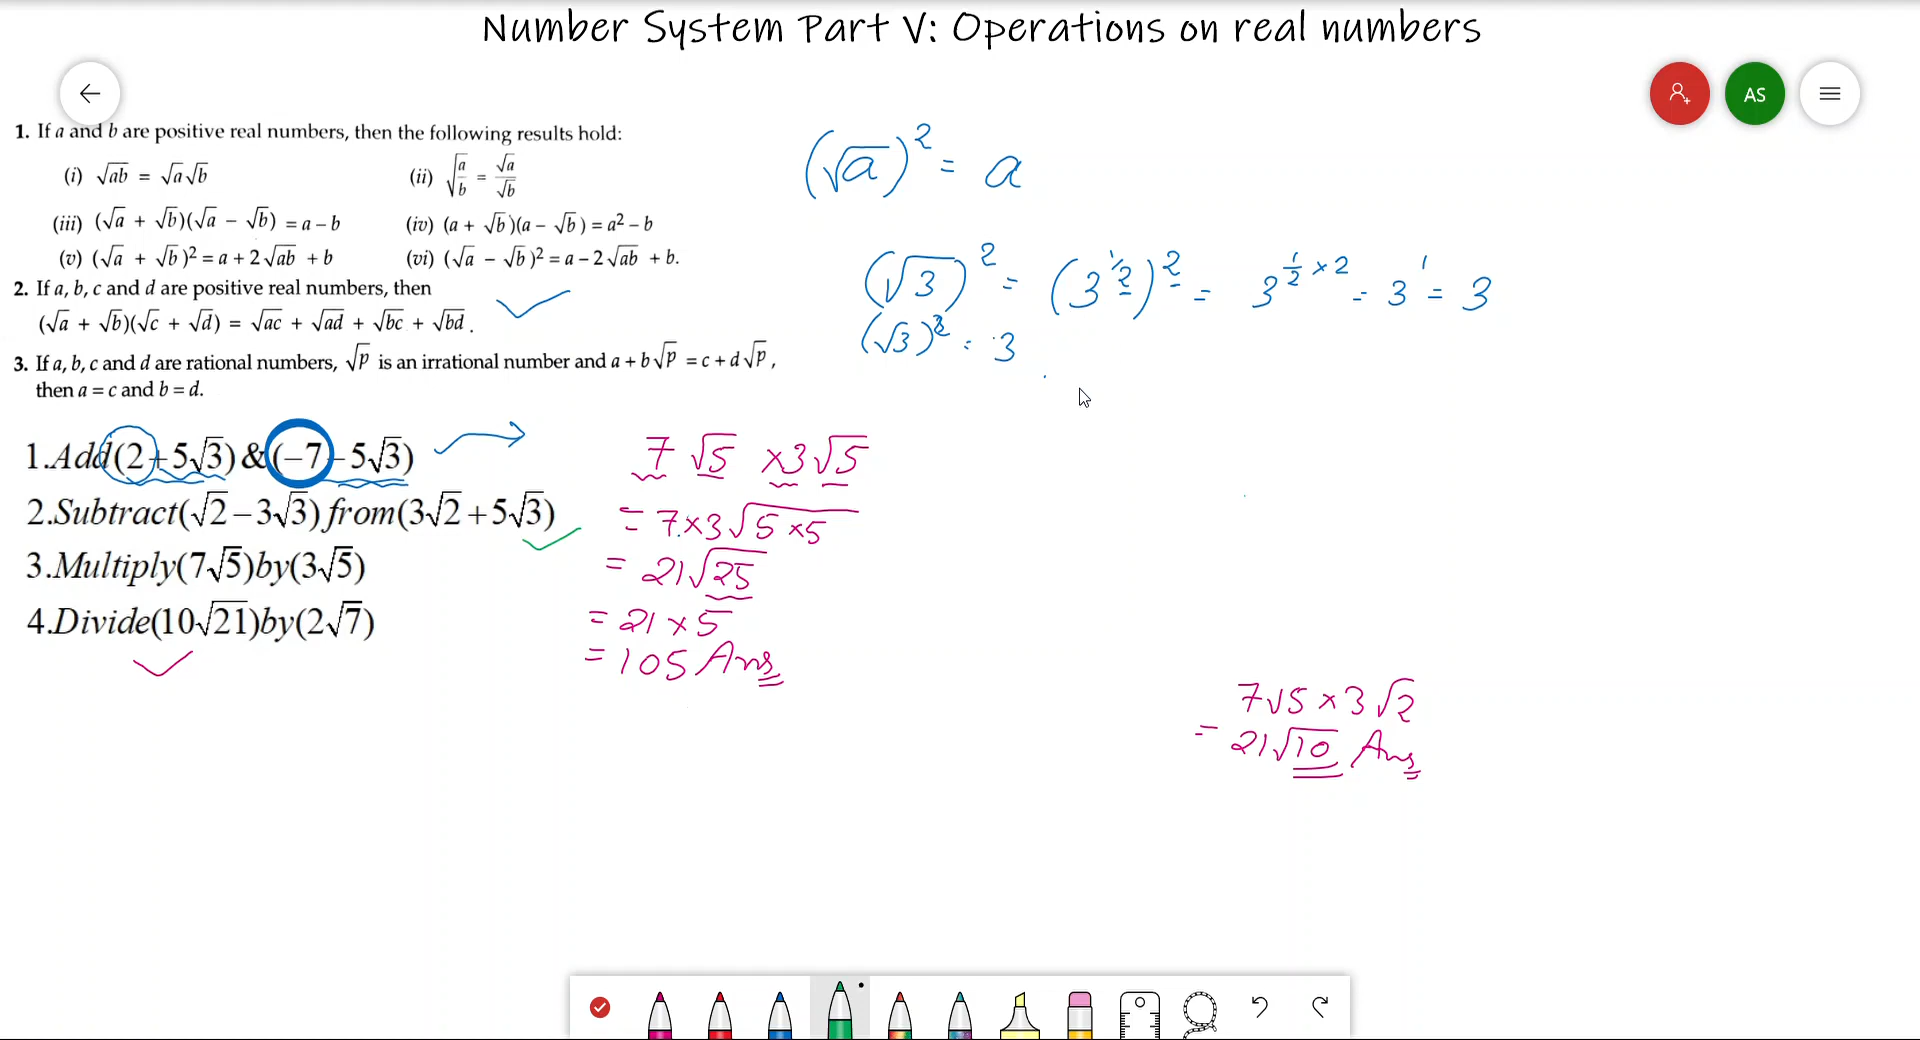 Number System Part V: Operations on real numbers
AS
1. If a and b are positive real numbers, then the following results hold:
(i) √ab = √a√b (ii) √(a/b) = √a/√b
(iii) (√a + √b)(√a − √b) = a − b (iv) (a + √b)(a − √b) = a² − b
(v) (√a + √b)² = a + 2√ab + b (vi) (√a − √b)² = a − 2√ab + b.
2. If a, b, c and d are positive real numbers, then
(√a + √b)(√c + √d) = √ac + √ad + √bc + √bd.
3. If a, b, c and d are rational numbers, √p is an irrational number and a + b√p = c + d√p,
then a = c and b = d.
1.Add(2+5√3)&(−7−5√3)
2.Subtract(√2−3√3)from(3√2+5√3)
3.Multiply(7√5)by(3√5)
4.Divide(10√21)by(2√7)
(√a)² = a
(√3)² = (3^1/2)² = 3^(1/2 × 2) = 3¹ = 3
(√3)² = 3
7√5 ×3√5
= 7×3√5×5
= 21√25
= 21×5
= 105 Ans
7√5×3√2
= 21√10 Ans